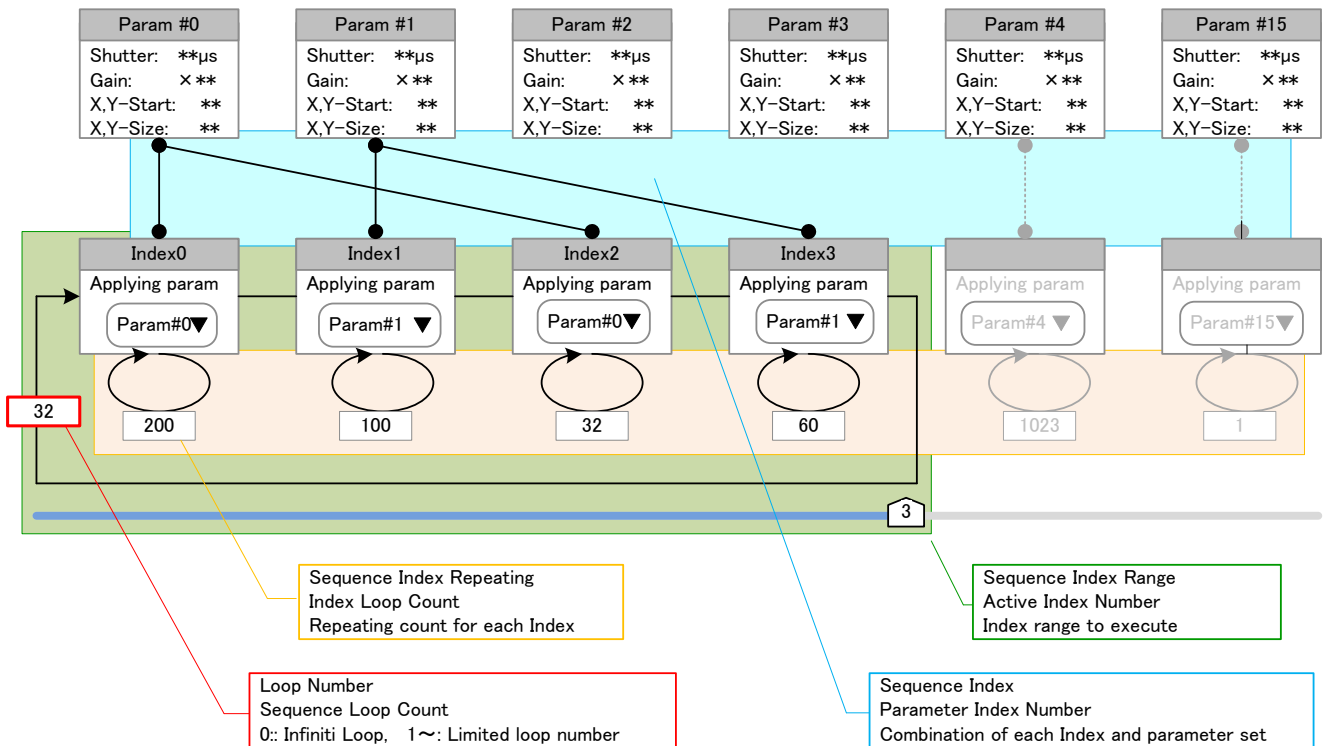 Param #0 Param #1 Param #2 Param #3 Param #4 Param #15
Shutter: **μs Shutter: **μs Shutter: **μs Shutter: **μs Shutter: **μs Shutter: **μs
Gain: ×** Gain: ×** Gain: ×** Gain: ×** Gain: ×** Gain: ×**
X,Y-Start: ** X,Y-Start: ** X,Y-Start: ** X,Y-Start: ** X,Y-Start: ** X,Y-Start: **
X,Y-Size: ** X,Y-Size: ** X,Y-Size: ** X,Y-Size: ** X,Y-Size: ** X,Y-Size: **
Index0 Index1 Index2 Index3
Applying param Applying param Applying param Applying param Applying param Applying param
Param#0▼ Param#1 ▼ Param#0▼ Param#1 ▼ Param#4 ▼ Param#15▼
32
200 100 32 60 1023 1
3
Sequence Index Repeating
Index Loop Count
Repeating count for each Index
Sequence Index Range
Active Index Number
Index range to execute
Loop Number
Sequence Loop Count
0:: Infiniti Loop, 1～: Limited loop number
Sequence Index
Parameter Index Number
Combination of each Index and parameter set